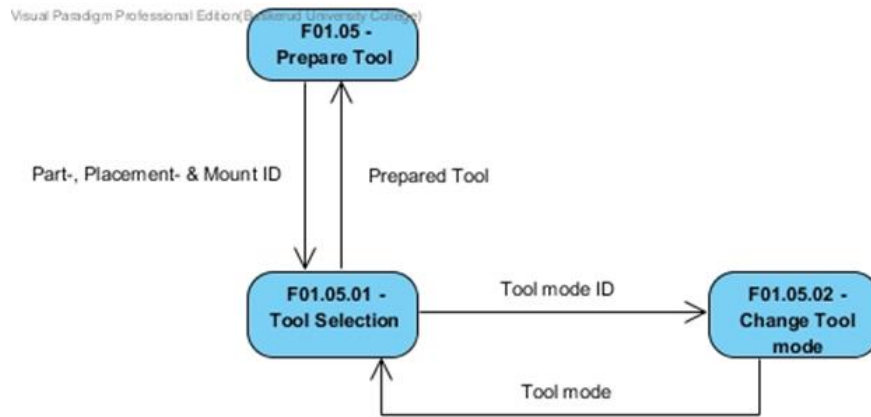 Visual Paradigm Professional Edition(Buskerud University College)
F01.05 -
Prepare Tool
Part-, Placement- & Mount ID
Prepared Tool
F01.05.01 -
Tool Selection
Tool mode ID
F01.05.02 -
Change Tool
mode
Tool mode